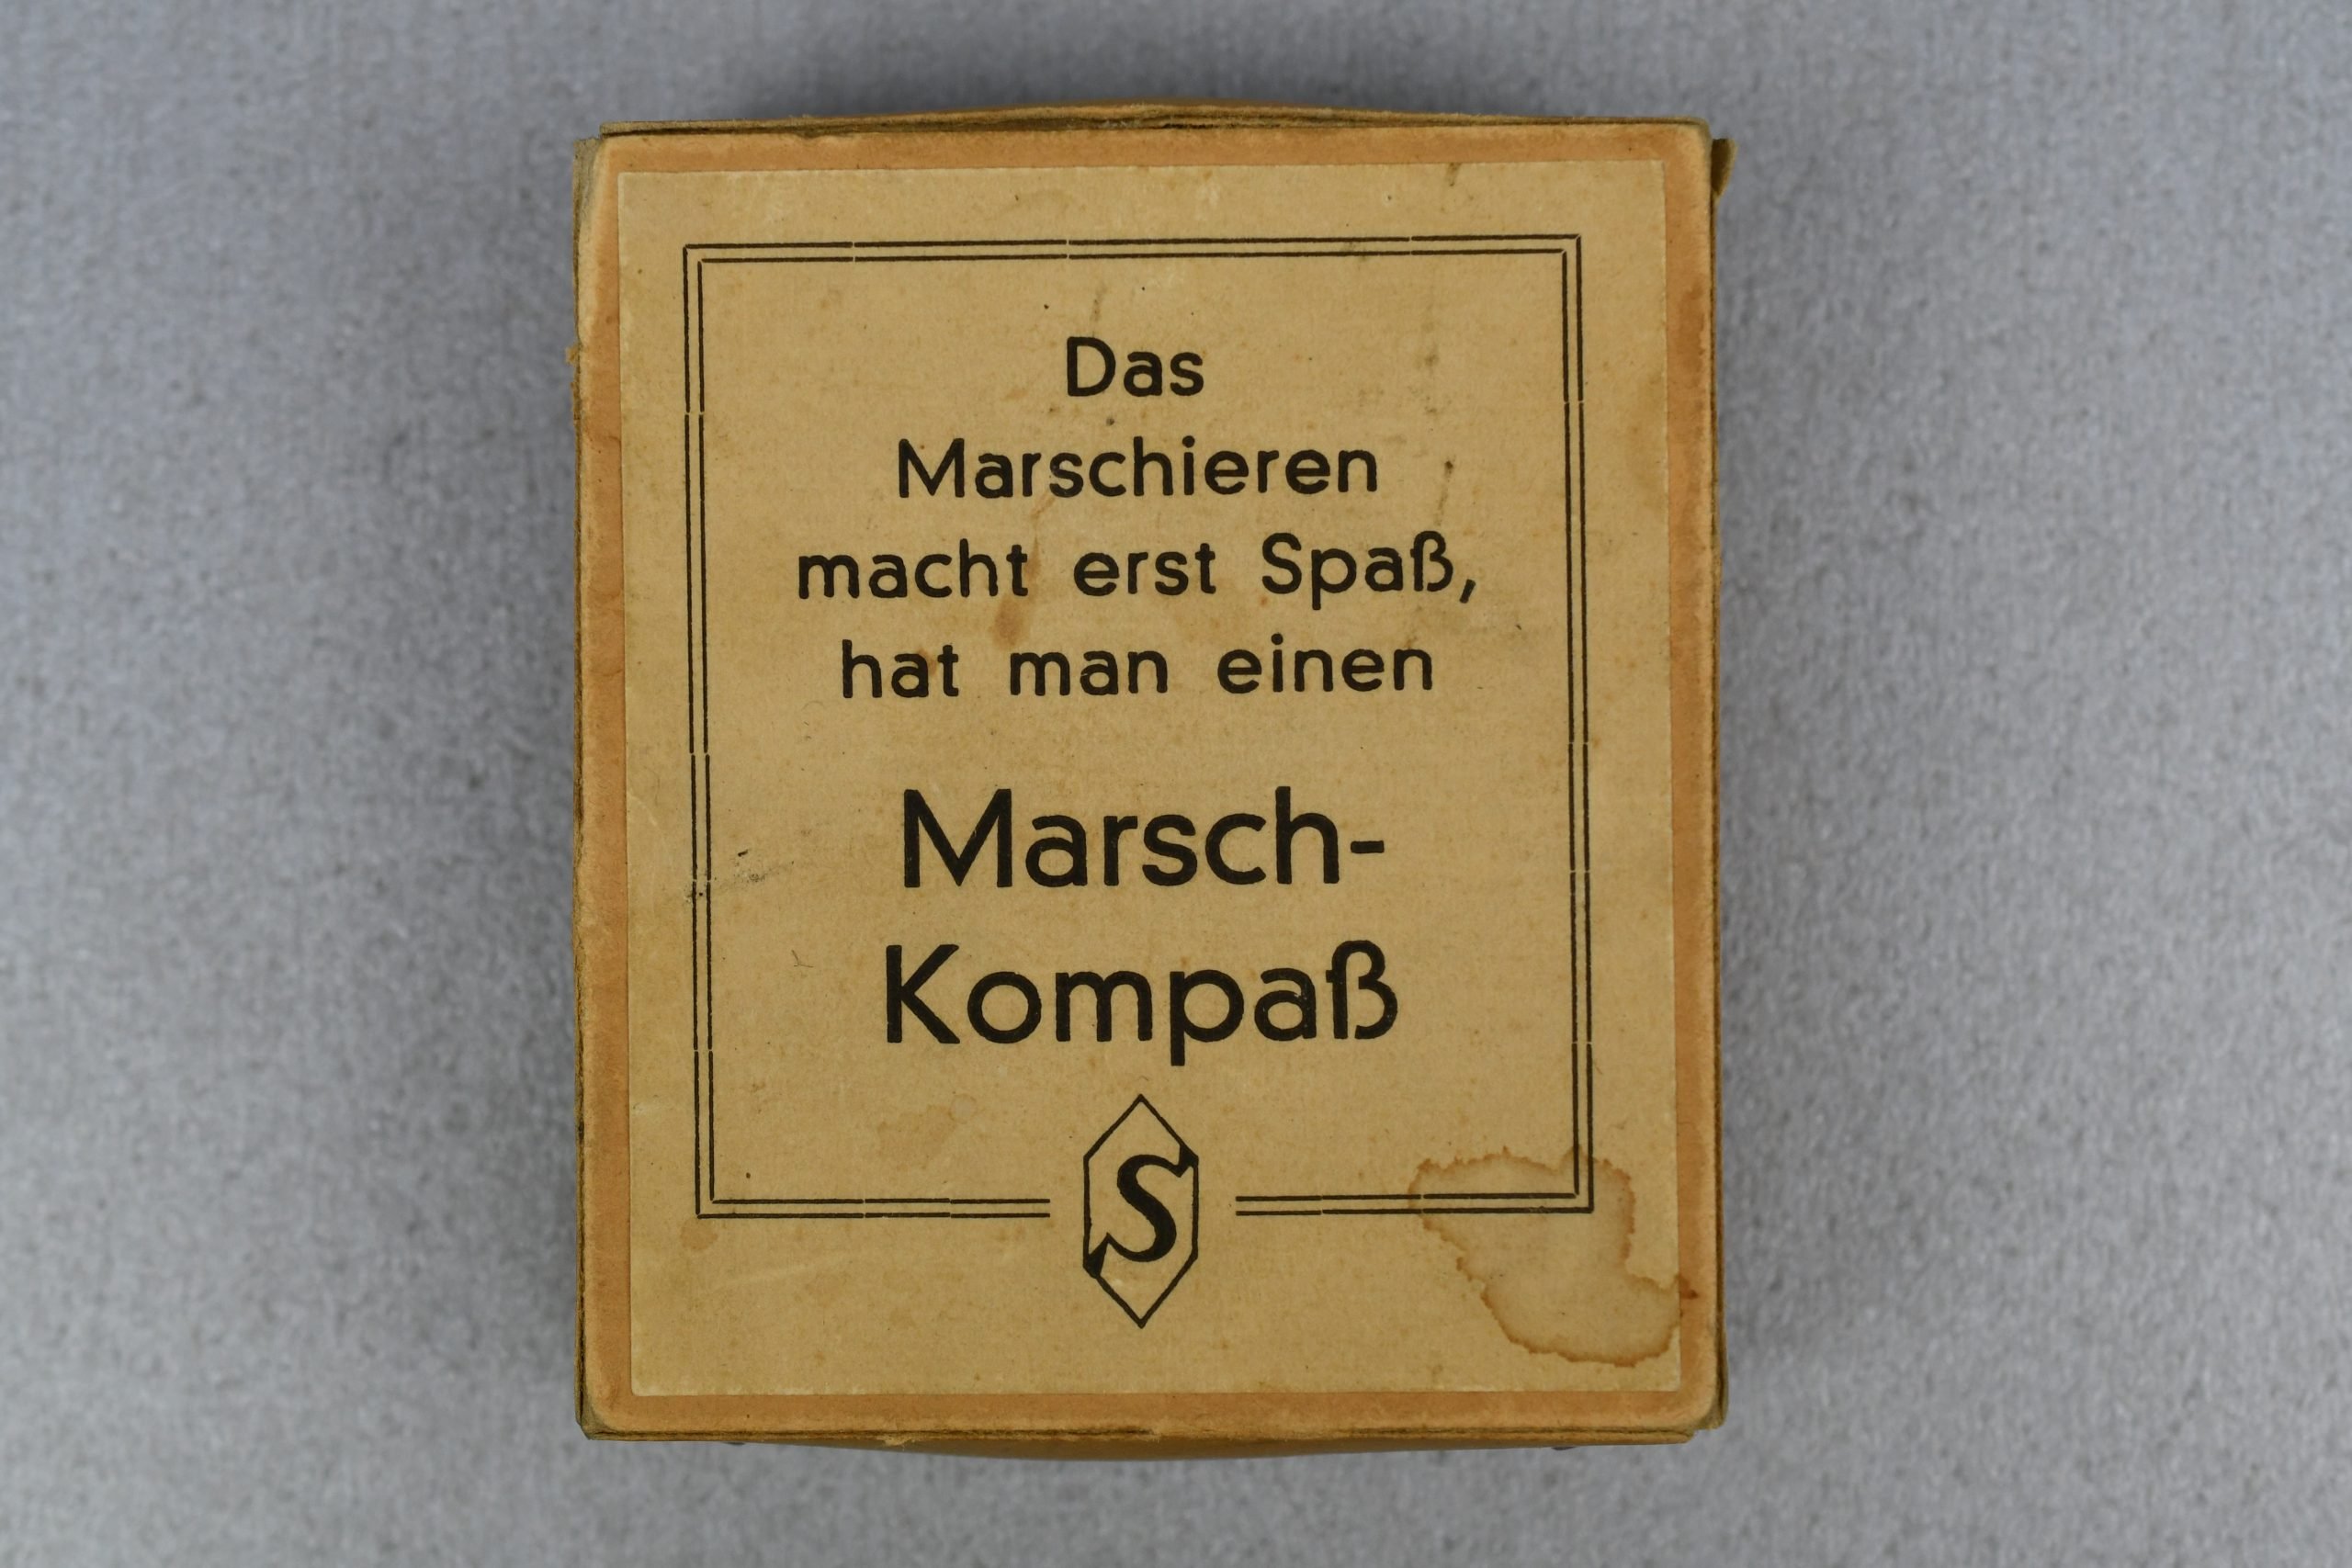 Das
Marschieren
macht erst Spaß,
hat man einen
Marsch-
Kompaß
S